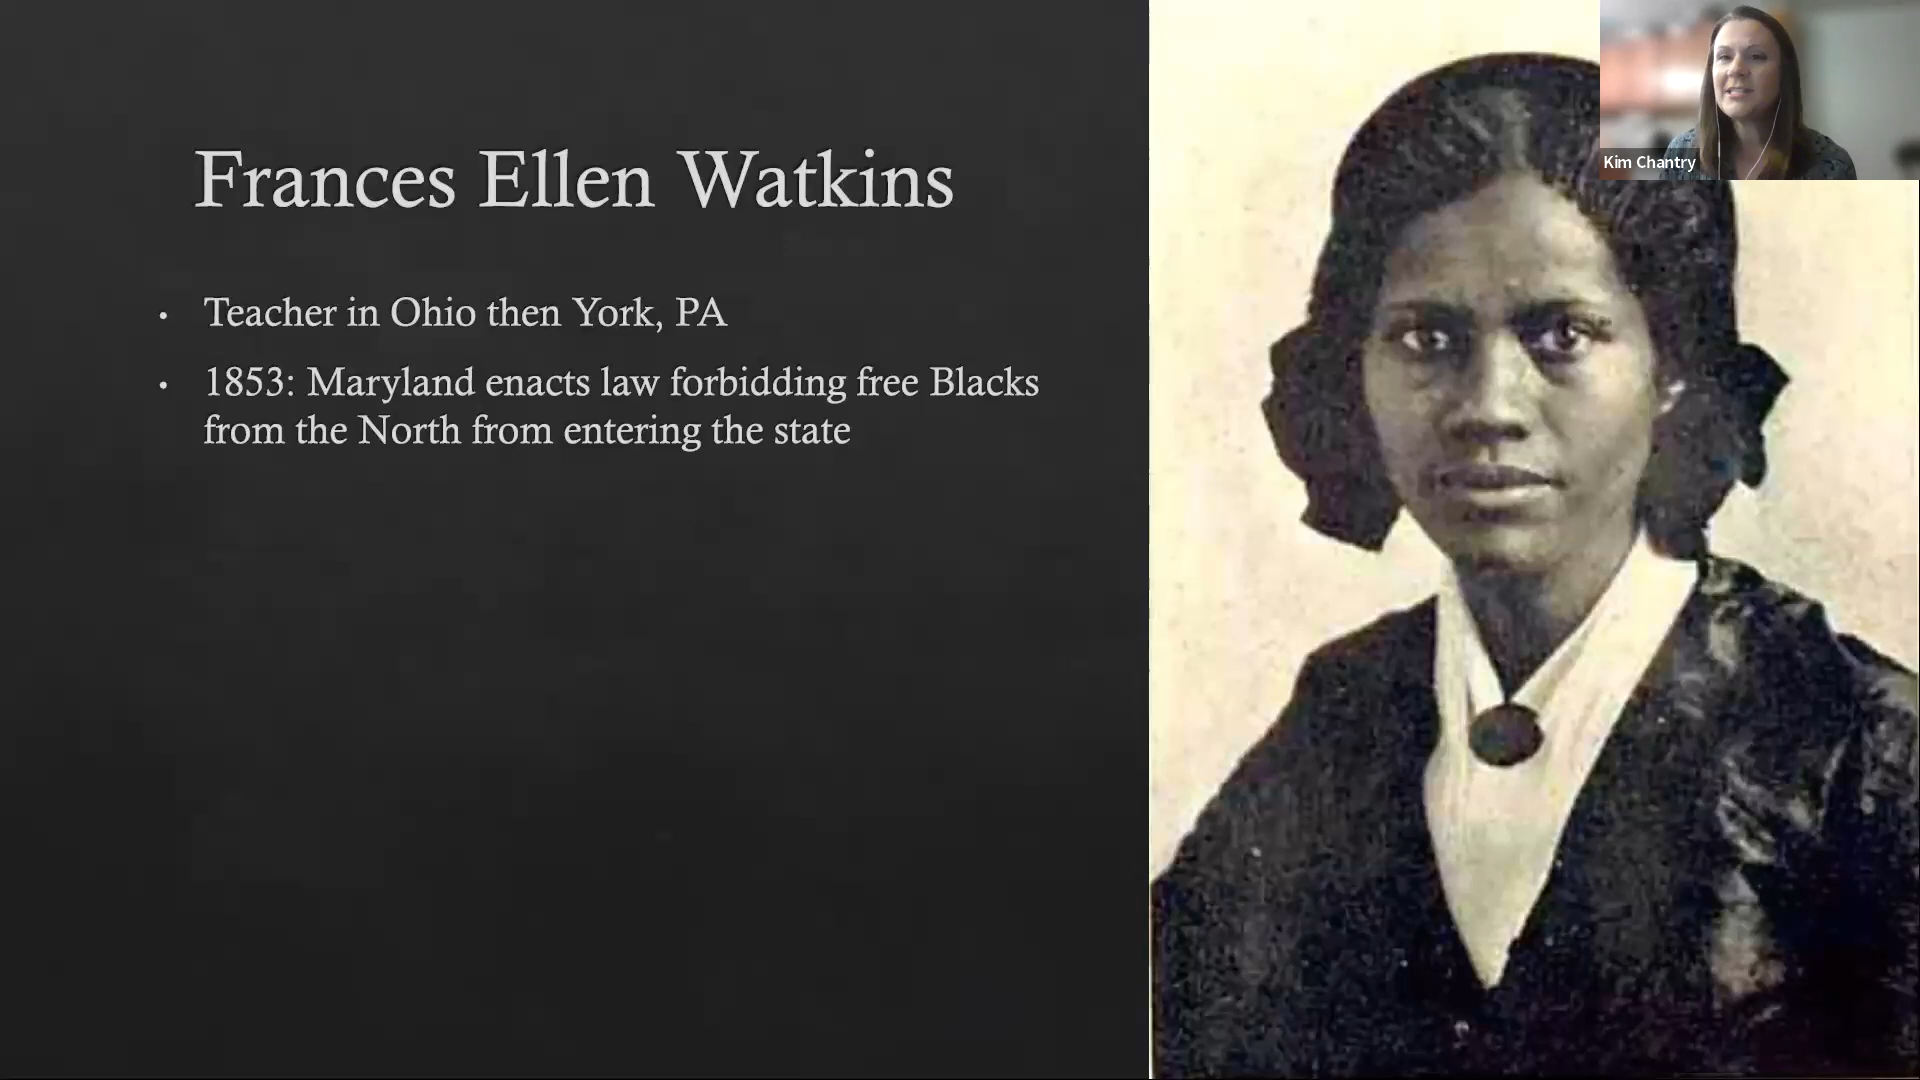 Frances Ellen Watkins
• Teacher in Ohio then York, PA
• 1853: Maryland enacts law forbidding free Blacks
from the North from entering the state
Kim Chantry